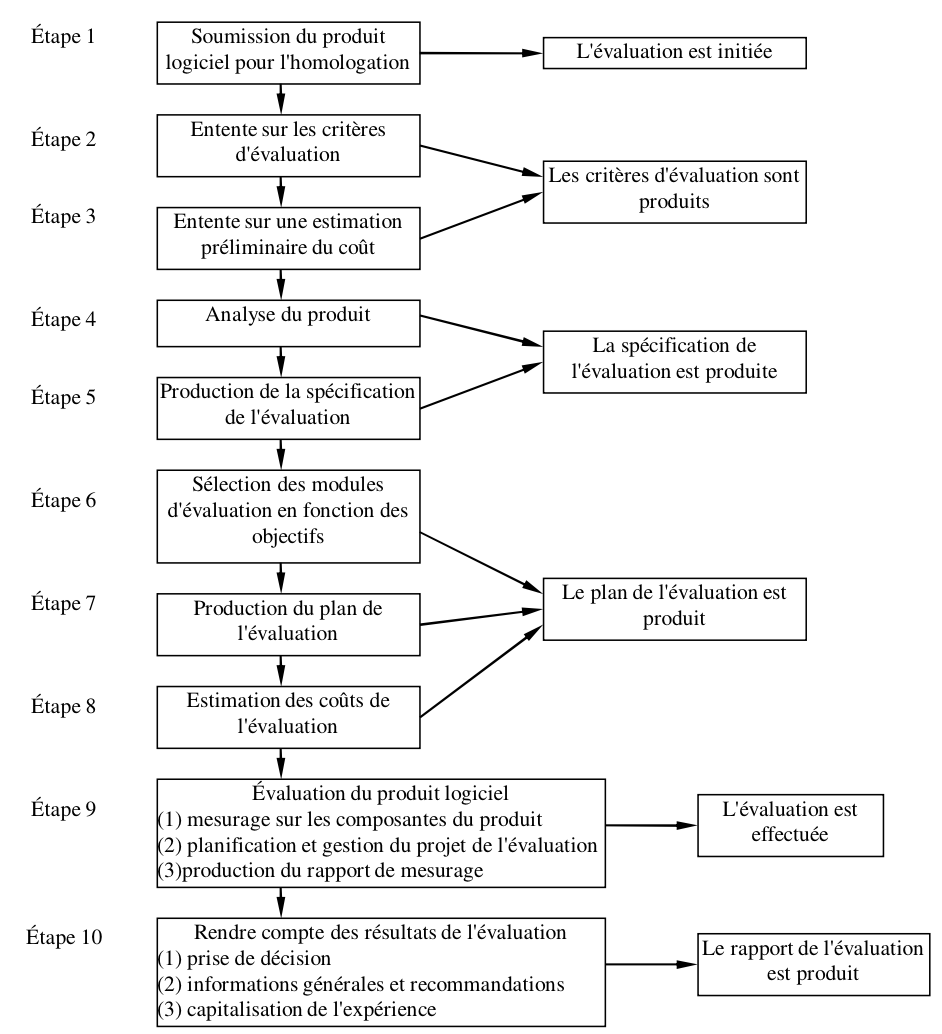 Étape 1
Soumission du produit
logiciel pour l'homologation
L'évaluation est initiée
Étape 2
Entente sur les critères
d'évaluation
Les critères d'évaluation sont
produits
Étape 3
Entente sur une estimation
préliminaire du coût
Étape 4
Analyse du produit
La spécification de
l'évaluation est produite
Étape 5
Production de la spécification
de l'évaluation
Étape 6
Sélection des modules
d'évaluation en fonction des
objectifs
Étape 7
Production du plan de
l'évaluation
Le plan de l'évaluation est
produit
Étape 8
Estimation des coûts de
l'évaluation
Étape 9
Évaluation du produit logiciel
(1) mesurage sur les composantes du produit
(2) planification et gestion du projet de l'évaluation
(3)production du rapport de mesurage
L'évaluation est
effectuée
Étape 10
Rendre compte des résultats de l'évaluation
(1) prise de décision
(2) informations générales et recommandations
(3) capitalisation de l'expérience
Le rapport de l'évaluation
est produit